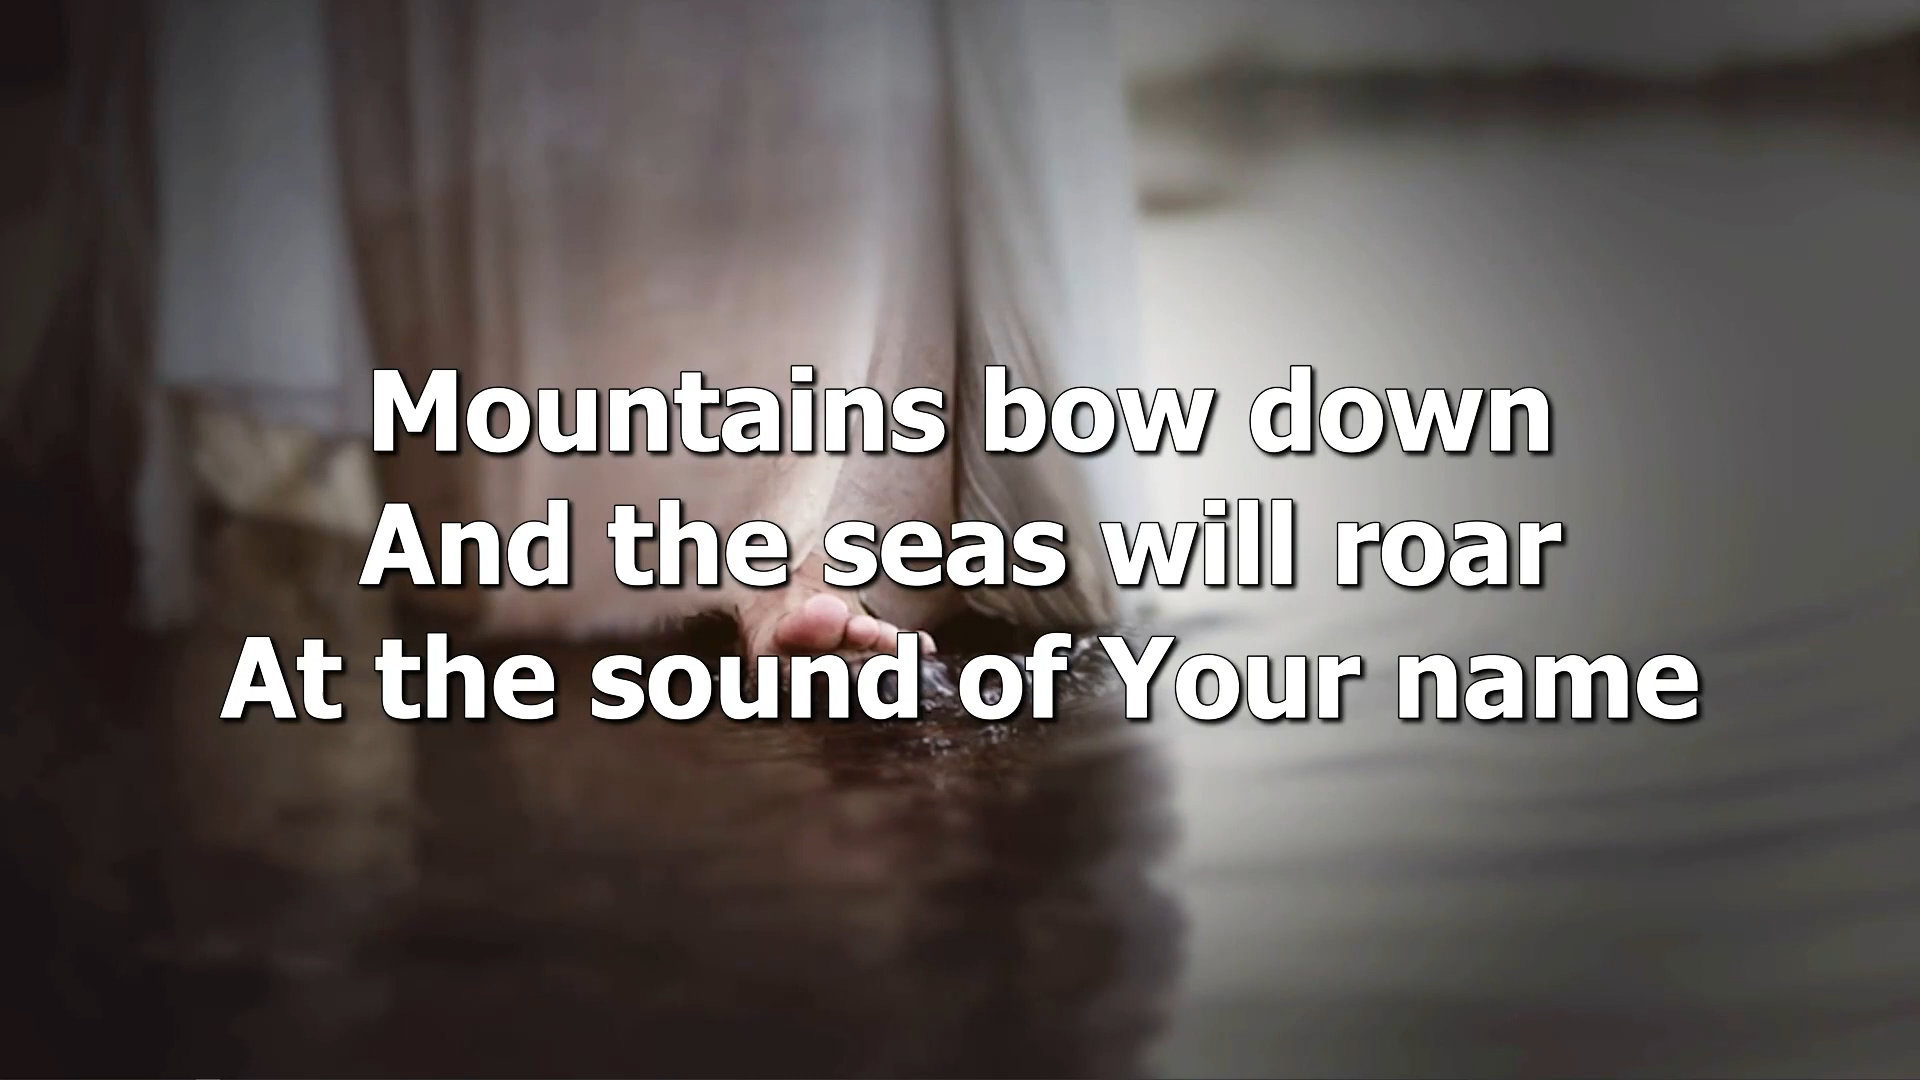 Mountains bow down
And the seas will roar
At the sound of Your name